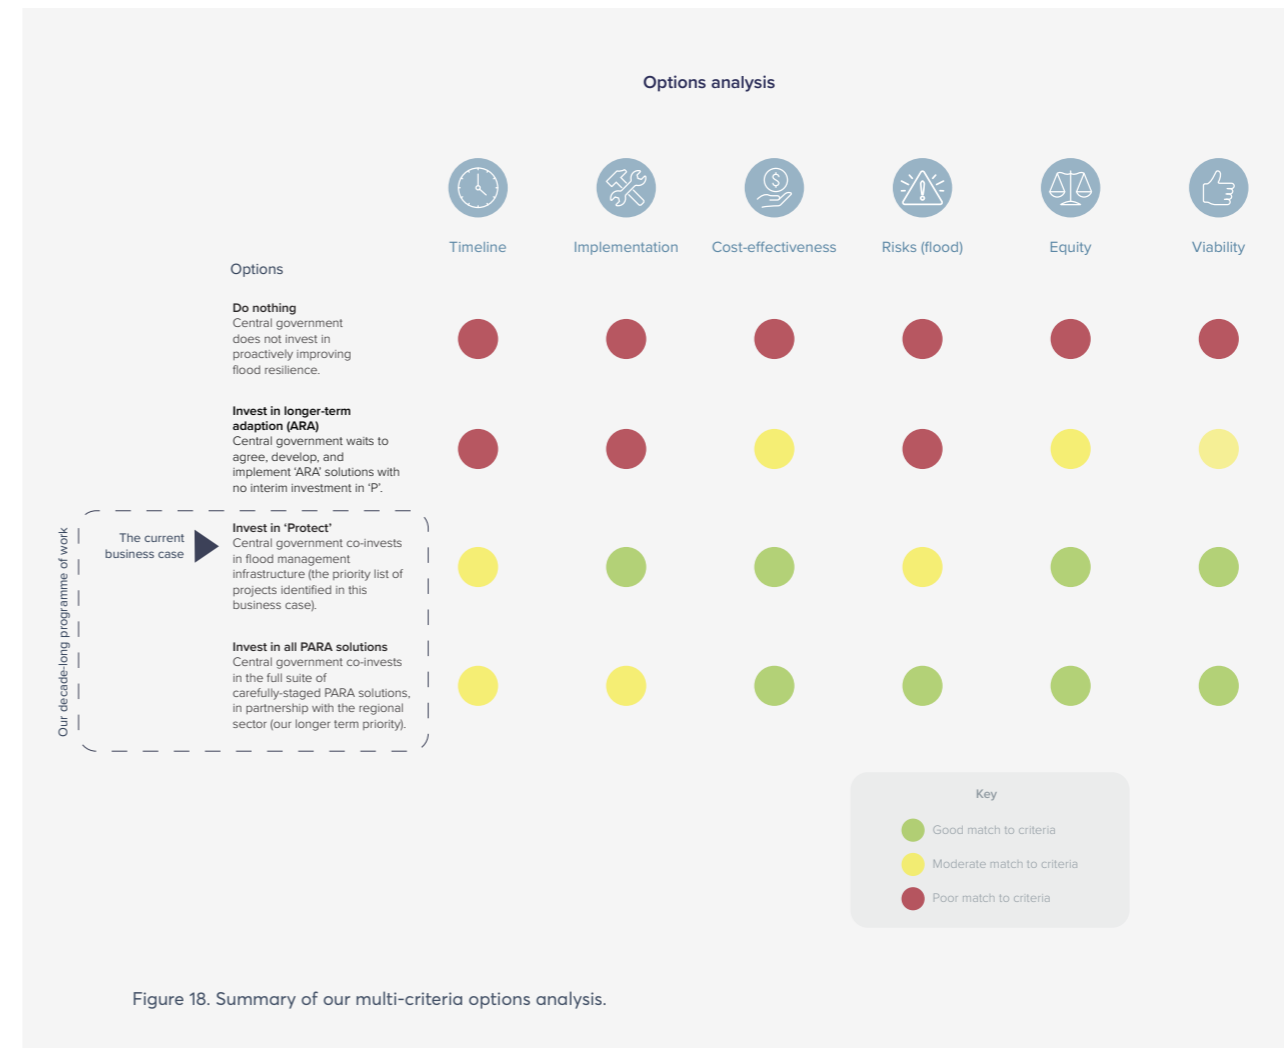 Options analysis
Timeline
Implementation
Cost-effectiveness
Risks (flood)
Equity
Viability
Options
Do nothing
Central government
does not invest in
proactively improving
flood resilience.
Invest in longer-term
adaption (ARA)
Central government waits to
agree, develop, and
implement ‘ARA’ solutions with
no interim investment in ‘P’.
Our decade-long programme of work
The current
business case
Invest in ‘Protect’
Central government co-invests
in flood management
infrastructure (the priority list of
projects identified in this
business case).
Invest in all PARA solutions
Central government co-invests
in the full suite of
carefully-staged PARA solutions,
in partnership with the regional
sector (our longer term priority).
Key
Good match to criteria
Moderate match to criteria
Poor match to criteria
Figure 18. Summary of our multi-criteria options analysis.